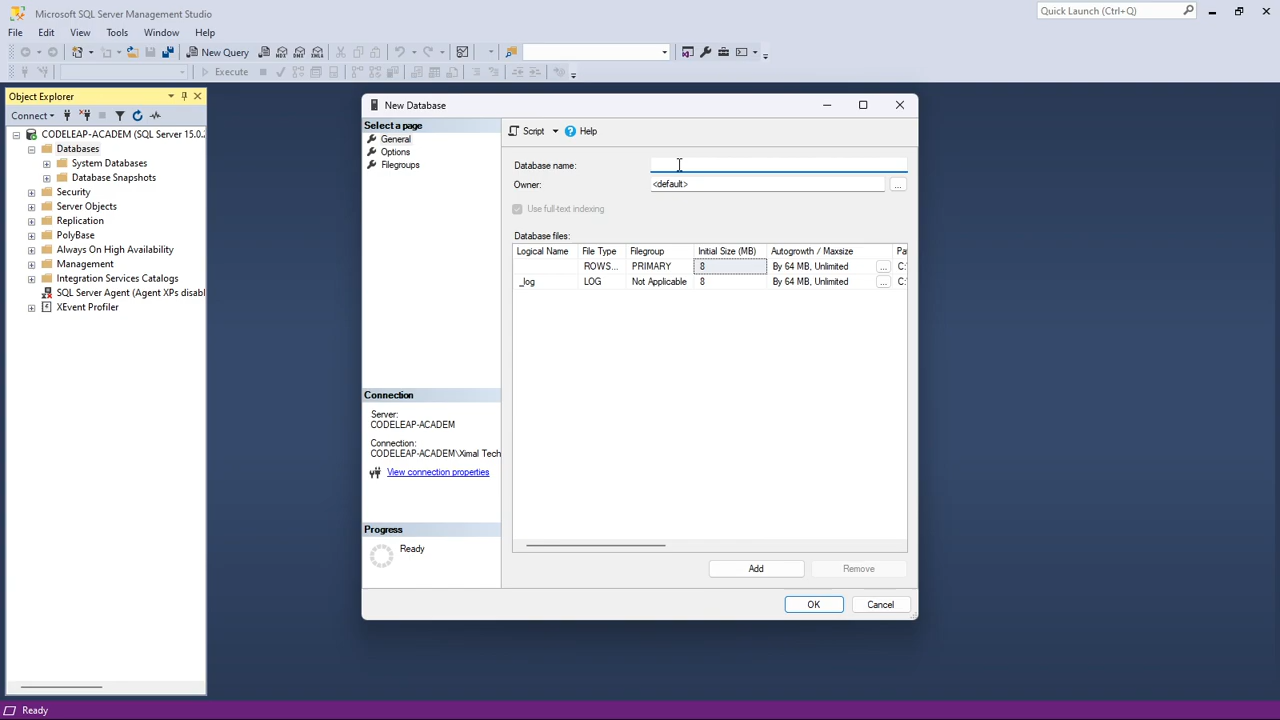 Microsoft SQL Server Management Studio
Quick Launch (Ctrl+Q)
File Edit View Tools Window Help
New Query
Execute
Object Explorer
Connect
CODELEAP-ACADEM (SQL Server 15.0.
Databases
System Databases
Database Snapshots
Security
Server Objects
Replication
PolyBase
Always On High Availability
Management
Integration Services Catalogs
SQL Server Agent (Agent XPs disabl
XEvent Profiler
New Database
Select a page
General
Options
Filegroups
Connection
Server:
CODELEAP-ACADEM
Connection:
CODELEAP-ACADEM\Ximal Tech
View connection properties
Progress
Ready
Script Help
Database name:
Owner: <default> ...
Use full-text indexing
Database files:
Logical Name File Type Filegroup Initial Size (MB) Autogrowth / Maxsize Pa
ROWS... PRIMARY 8 By 64 MB, Unlimited ... C:
_log LOG Not Applicable 8 By 64 MB, Unlimited ... C:
Add Remove
OK Cancel
Ready